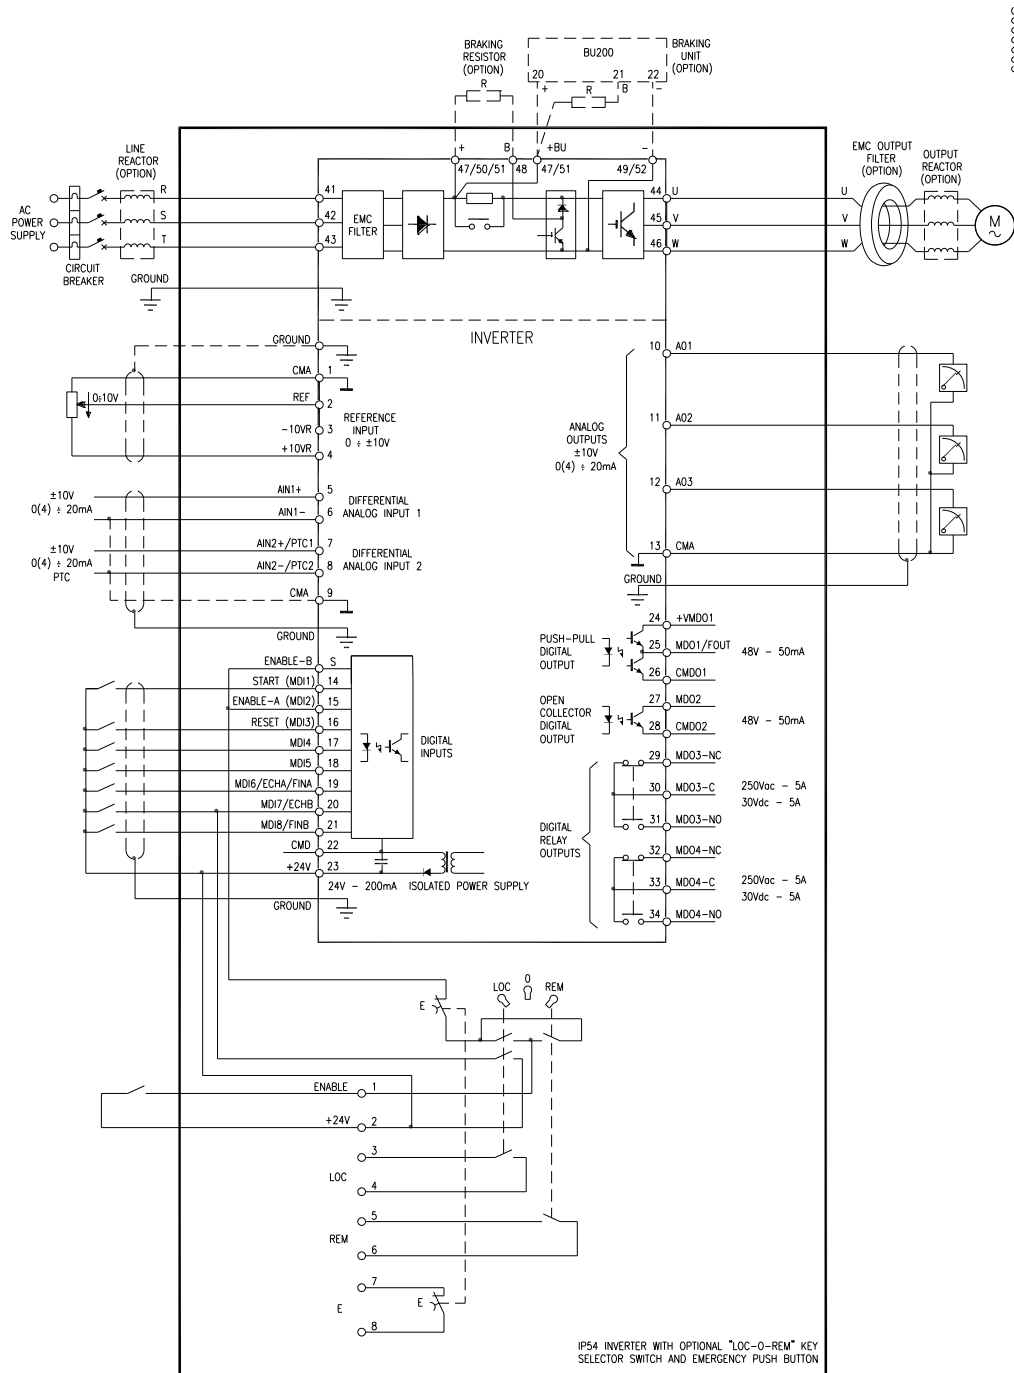 BRAKING
RESISTOR
(OPTION)
R
BU200
20 21 22
+ B -
R
BRAKING
UNIT
(OPTION)
LINE
REACTOR
(OPTION)
R
S
T
AC
POWER
SUPPLY
CIRCUIT
BREAKER
GROUND
+ B +BU -
47/50/51 48 47/51 49/52
41
42
43
EMC
FILTER
44 U
45 V
46 W
U
V
W
EMC OUTPUT
FILTER
(OPTION)
OUTPUT
REACTOR
(OPTION)
M
~
INVERTER
GROUND
CMA 1
REF 2
-10VR 3
+10VR 4
0÷10V
REFERENCE
INPUT
0 ÷ ±10V
AIN1+ 5
AIN1- 6
±10V
0(4) ÷ 20mA
DIFFERENTIAL
ANALOG INPUT 1
AIN2+/PTC1 7
AIN2-/PTC2 8
±10V
0(4) ÷ 20mA
PTC
DIFFERENTIAL
ANALOG INPUT 2
CMA 9
GROUND
10 AO1
11 AO2
12 AO3
13 CMA
ANALOG
OUTPUTS
±10V
0(4) ÷ 20mA
GROUND
ENABLE-B S
START (MDI1) 14
ENABLE-A (MDI2) 15
RESET (MDI3) 16
MDI4 17
MDI5 18
MDI6/ECHA/FINA 19
MDI7/ECHB 20
MDI8/FINB 21
CMD 22
+24V 23
DIGITAL
INPUTS
24V - 200mA ISOLATED POWER SUPPLY
GROUND
PUSH-PULL
DIGITAL
OUTPUT
24 +VMDO1
25 MDO1/FOUT
26 CMDO1
48V - 50mA
OPEN
COLLECTOR
DIGITAL
OUTPUT
27 MDO2
28 CMDO2
48V - 50mA
DIGITAL
RELAY
OUTPUTS
29 MDO3-NC
30 MDO3-C
31 MDO3-NO
250Vac - 5A
30Vdc - 5A
32 MDO4-NC
33 MDO4-C
34 MDO4-NO
250Vac - 5A
30Vdc - 5A
E
LOC 0 REM
ENABLE 1
+24V 2
3
LOC
4
5
REM
6
7
E
E
8
IP54 INVERTER WITH OPTIONAL "LOC-0-REM" KEY
SELECTOR SWITCH AND EMERGENCY PUSH BUTTON